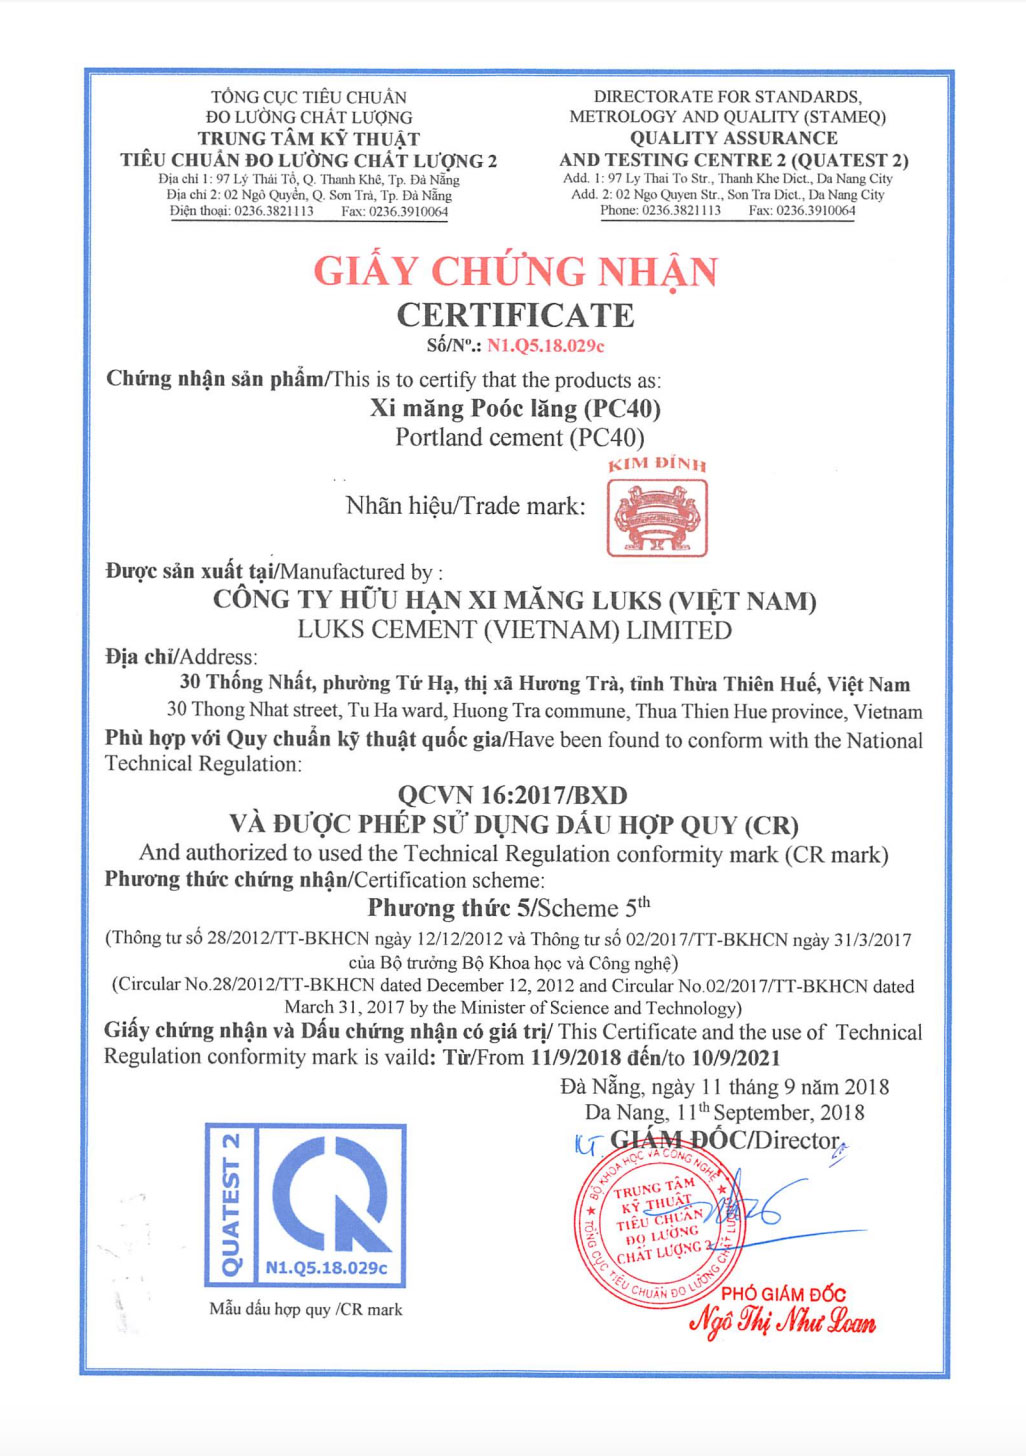 TỔNG CỤC TIÊU CHUẨN
ĐO LƯỜNG CHẤT LƯỢNG
TRUNG TÂM KỸ THUẬT
TIÊU CHUẨN ĐO LƯỜNG CHẤT LƯỢNG 2
Địa chỉ 1: 97 Lý Thái Tổ, Q. Thanh Khê, Tp. Đà Nẵng
Địa chỉ 2: 02 Ngô Quyền, Q. Sơn Trà, Tp. Đà Nẵng
Điện thoại: 0236.3821113 Fax: 0236.3910064
DIRECTORATE FOR STANDARDS,
METROLOGY AND QUALITY (STAMEQ)
QUALITY ASSURANCE
AND TESTING CENTRE 2 (QUATEST 2)
Add. 1: 97 Ly Thai To Str., Thanh Khe Dict., Da Nang City
Add. 2: 02 Ngo Quyen Str., Son Tra Dict., Da Nang City
Phone: 0236.3821113 Fax: 0236.3910064
GIẤY CHỨNG NHẬN
CERTIFICATE
Số/Nº.: N1.Q5.18.029c
Chứng nhận sản phẩm/This is to certify that the products as:
Xi măng Poóc lăng (PC40)
Portland cement (PC40)
KIM ĐỈNH
Nhãn hiệu/Trade mark:
Được sản xuất tại/Manufactured by :
CÔNG TY HỮU HẠN XI MĂNG LUKS (VIỆT NAM)
LUKS CEMENT (VIETNAM) LIMITED
Địa chỉ/Address:
30 Thống Nhất, phường Tứ Hạ, thị xã Hương Trà, tỉnh Thừa Thiên Huế, Việt Nam
30 Thong Nhat street, Tu Ha ward, Huong Tra commune, Thua Thien Hue province, Vietnam
Phù hợp với Quy chuẩn kỹ thuật quốc gia/Have been found to conform with the National
Technical Regulation:
QCVN 16:2017/BXD
VÀ ĐƯỢC PHÉP SỬ DỤNG DẤU HỢP QUY (CR)
And authorized to used the Technical Regulation conformity mark (CR mark)
Phương thức chứng nhận/Certification scheme:
Phương thức 5/Scheme 5th
(Thông tư số 28/2012/TT-BKHCN ngày 12/12/2012 và Thông tư số 02/2017/TT-BKHCN ngày 31/3/2017
của Bộ trưởng Bộ Khoa học và Công nghệ)
(Circular No.28/2012/TT-BKHCN dated December 12, 2012 and Circular No.02/2017/TT-BKHCN dated
March 31, 2017 by the Minister of Science and Technology)
Giấy chứng nhận và Dấu chứng nhận có giá trị/ This Certificate and the use of Technical
Regulation conformity mark is vaild: Từ/From 11/9/2018 đến/to 10/9/2021
Đà Nẵng, ngày 11 tháng 9 năm 2018
Da Nang, 11th September, 2018
KT. GIÁM ĐỐC/Director
BỘ KHOA HỌC VÀ CÔNG NGHỆ
TỔNG CỤC TIÊU CHUẨN ĐO LƯỜNG CHẤT LƯỢNG
TRUNG TÂM
KỸ THUẬT
TIÊU CHUẨN
ĐO LƯỜNG
CHẤT LƯỢNG 2
QUATEST 2
N1.Q5.18.029c
Mẫu dấu hợp quy /CR mark
PHÓ GIÁM ĐỐC
Ngô Thị Như Loan